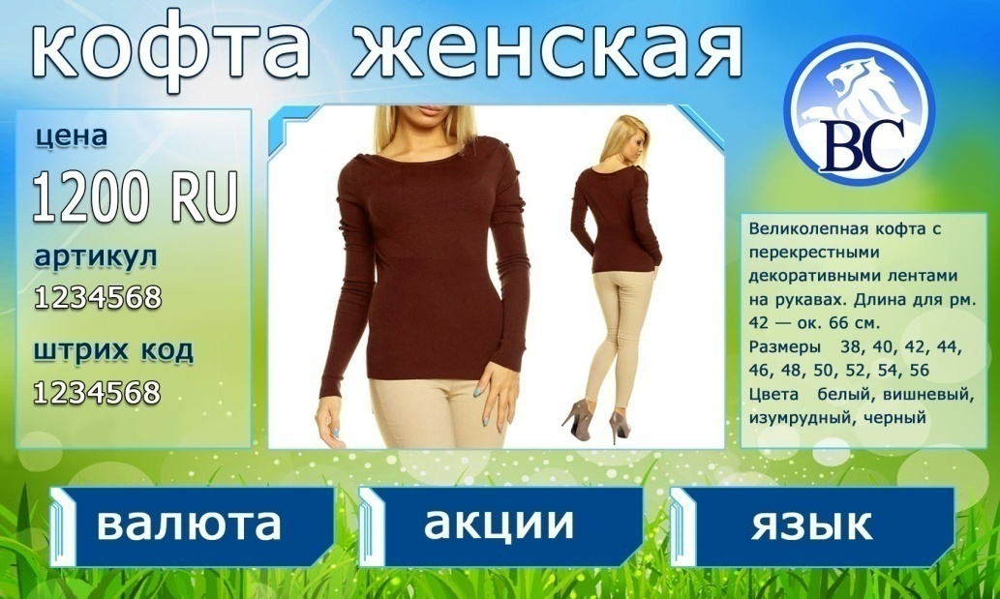 кофта женская
BC
цена
1200 RU
артикул
1234568
штрих код
1234568
Великолепная кофта с
перекрестными
декоративными лентами
на рукавах. Длина для рм.
42 — ок. 66 см.
Размеры 38, 40, 42, 44,
46, 48, 50, 52, 54, 56
Цвета белый, вишневый,
изумрудный, черный
валюта
акции
язык